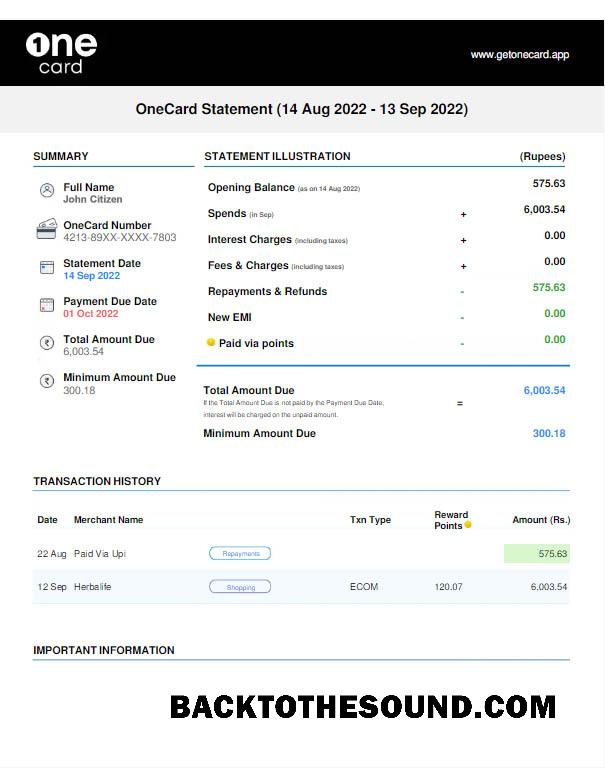 one
card
www.getonecard.app
OneCard Statement (14 Aug 2022 - 13 Sep 2022)
SUMMARY
Full Name
John Citizen
OneCard Number
4213-89XX-XXXX-7803
Statement Date
14 Sep 2022
Payment Due Date
01 Oct 2022
Total Amount Due
6,003.54
Minimum Amount Due
300.18
STATEMENT ILLUSTRATION (Rupees)
Opening Balance (as on 14 Aug 2022) 575.63
Spends (in Sep) + 6,003.54
Interest Charges (including taxes) + 0.00
Fees & Charges (including taxes) + 0.00
Repayments & Refunds - 575.63
New EMI - 0.00
Paid via points - 0.00
Total Amount Due = 6,003.54
If the Total Amount Due is not paid by the Payment Due Date,
interest will be charged on the unpaid amount.
Minimum Amount Due 300.18
TRANSACTION HISTORY
Date Merchant Name Txn Type Reward Points Amount (Rs.)
22 Aug Paid Via Upi Repayments 575.63
12 Sep Herbalife Shopping ECOM 120.07 6,003.54
IMPORTANT INFORMATION
BACKTOTHESOUND.COM